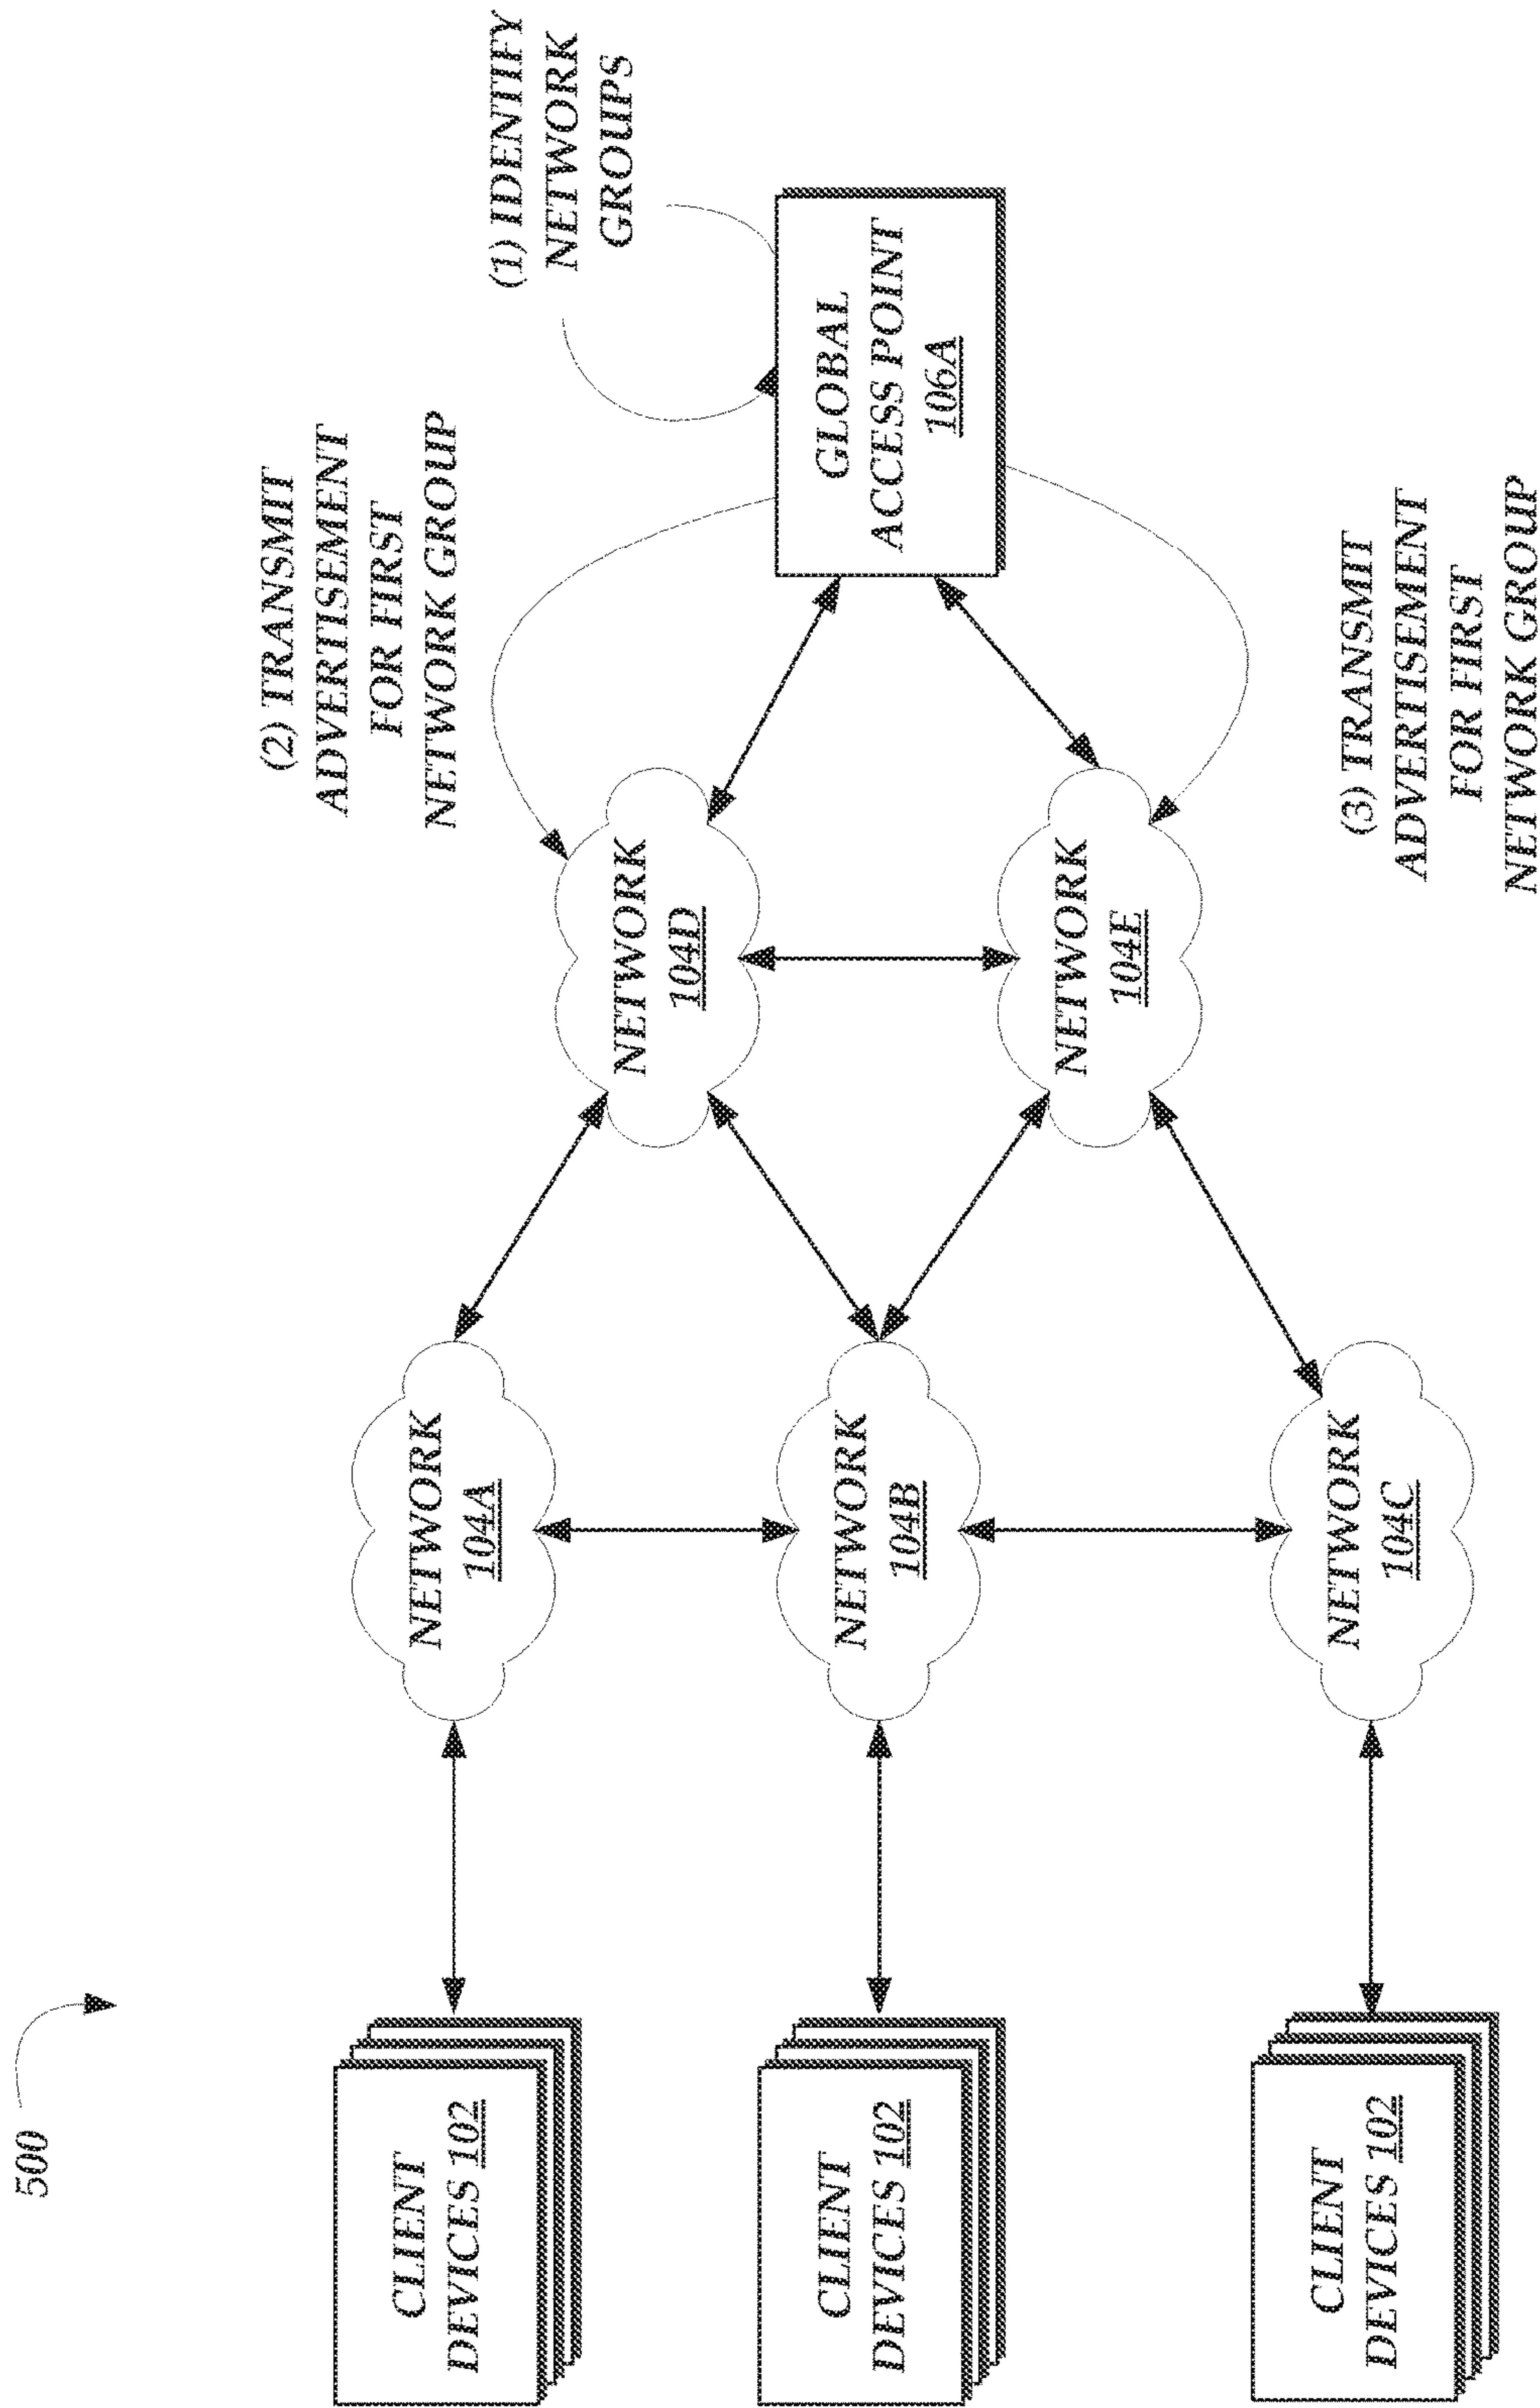 500
(1) IDENTIFY
NETWORK
GROUPS
(2) TRANSMIT
ADVERTISEMENT
FOR FIRST
NETWORK GROUP
CLIENT
DEVICES 102
NETWORK
104A
NETWORK
104D
GLOBAL
ACCESS POINT
106A
CLIENT
DEVICES 102
NETWORK
104B
NETWORK
104E
CLIENT
DEVICES 102
NETWORK
104C
(3) TRANSMIT
ADVERTISEMENT
FOR FIRST
NETWORK GROUP